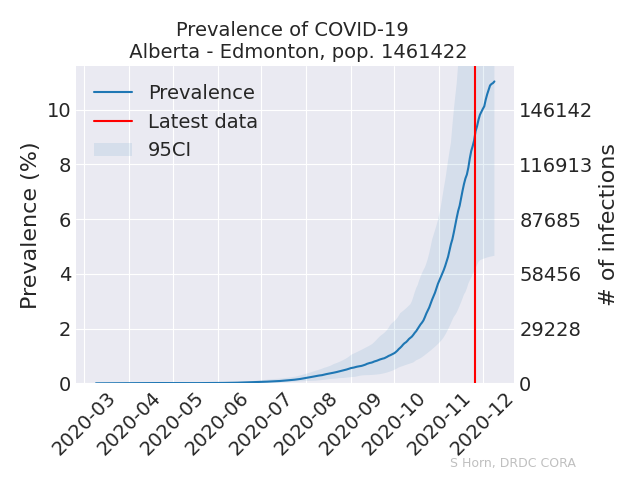 Prevalence of COVID-19
Alberta - Edmonton, pop. 1461422
Prevalence
Latest data
95CI
Prevalence (%)
10
8
6
4
2
0
146142
116913
87685
58456
29228
0
# of infections
2020-03
2020-04
2020-05
2020-06
2020-07
2020-08
2020-09
2020-10
2020-11
2020-12
S Horn, DRDC CORA